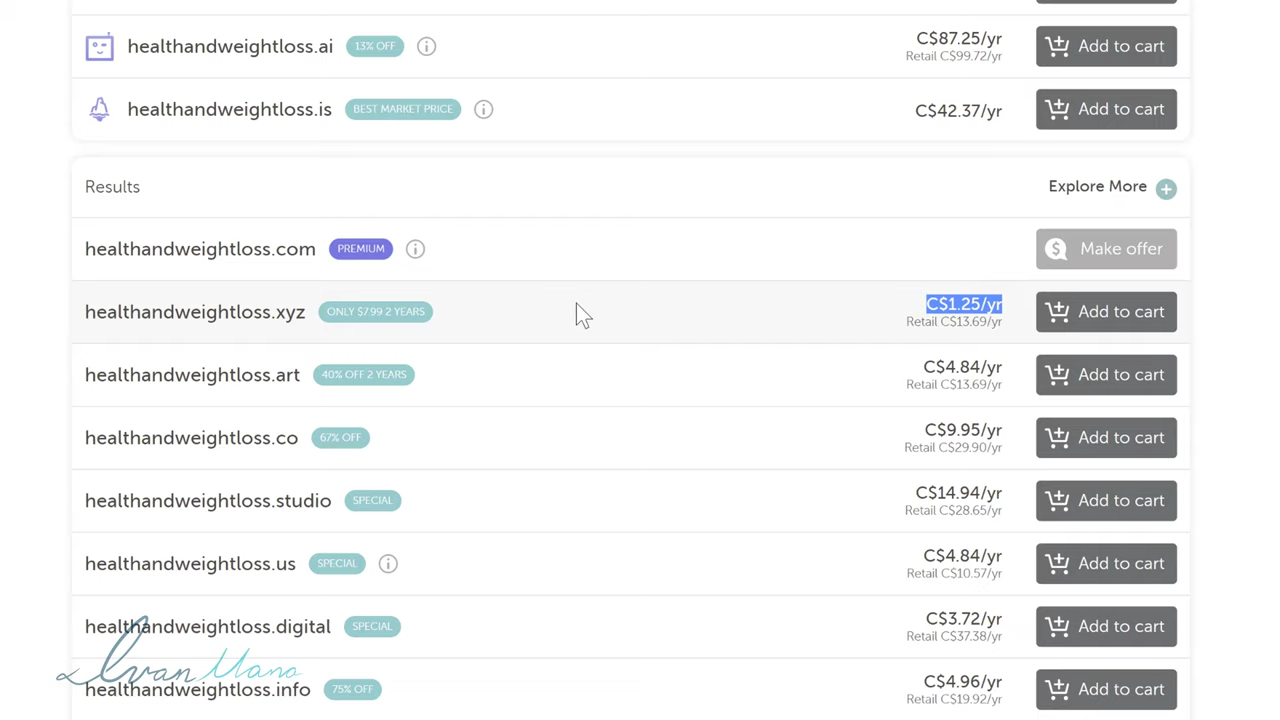 healthandweightloss.ai 13% OFF C$87.25/yr Add to cart
Retail C$99.72/yr
healthandweightloss.is BEST MARKET PRICE C$42.37/yr Add to cart
Results Explore More
healthandweightloss.com PREMIUM Make offer
healthandweightloss.xyz ONLY $7.99 2 YEARS C$1.25/yr Add to cart
Retail C$13.69/yr
healthandweightloss.art 40% OFF 2 YEARS C$4.84/yr Add to cart
Retail C$13.69/yr
healthandweightloss.co 67% OFF C$9.95/yr Add to cart
Retail C$29.90/yr
healthandweightloss.studio SPECIAL C$14.94/yr Add to cart
Retail C$28.65/yr
healthandweightloss.us SPECIAL C$4.84/yr Add to cart
Retail C$10.57/yr
healthandweightloss.digital SPECIAL C$3.72/yr Add to cart
Retail C$37.38/yr
Ivan Mana
healthandweightloss.info 75% OFF C$4.96/yr Add to cart
Retail C$19.92/yr